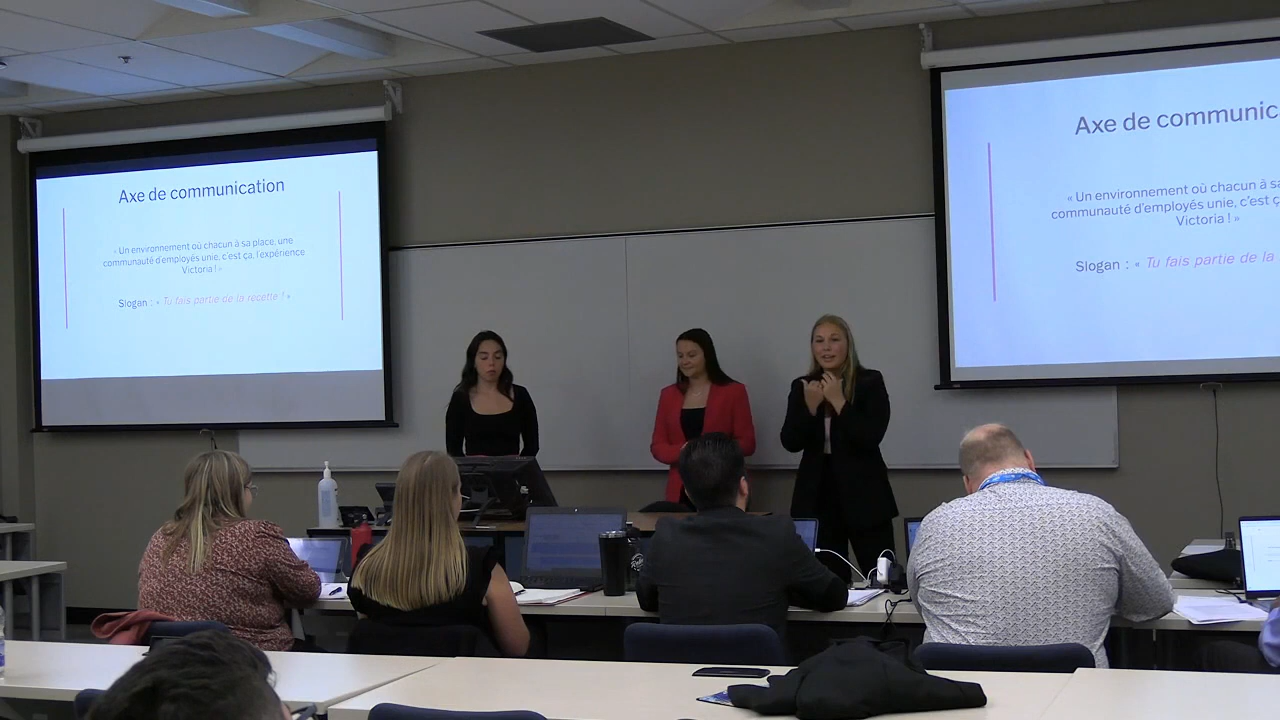 Axe de communication
« Un environnement où chacun à sa place, une
communauté d'employés unie, c'est ça, l'expérience
Victoria ! »
Slogan : « Tu fais partie de la recette ! »
Axe de communic
« Un environnement où chacun à sa
communauté d'employés unie, c'est ç
Victoria ! »
Slogan : « Tu fais partie de la